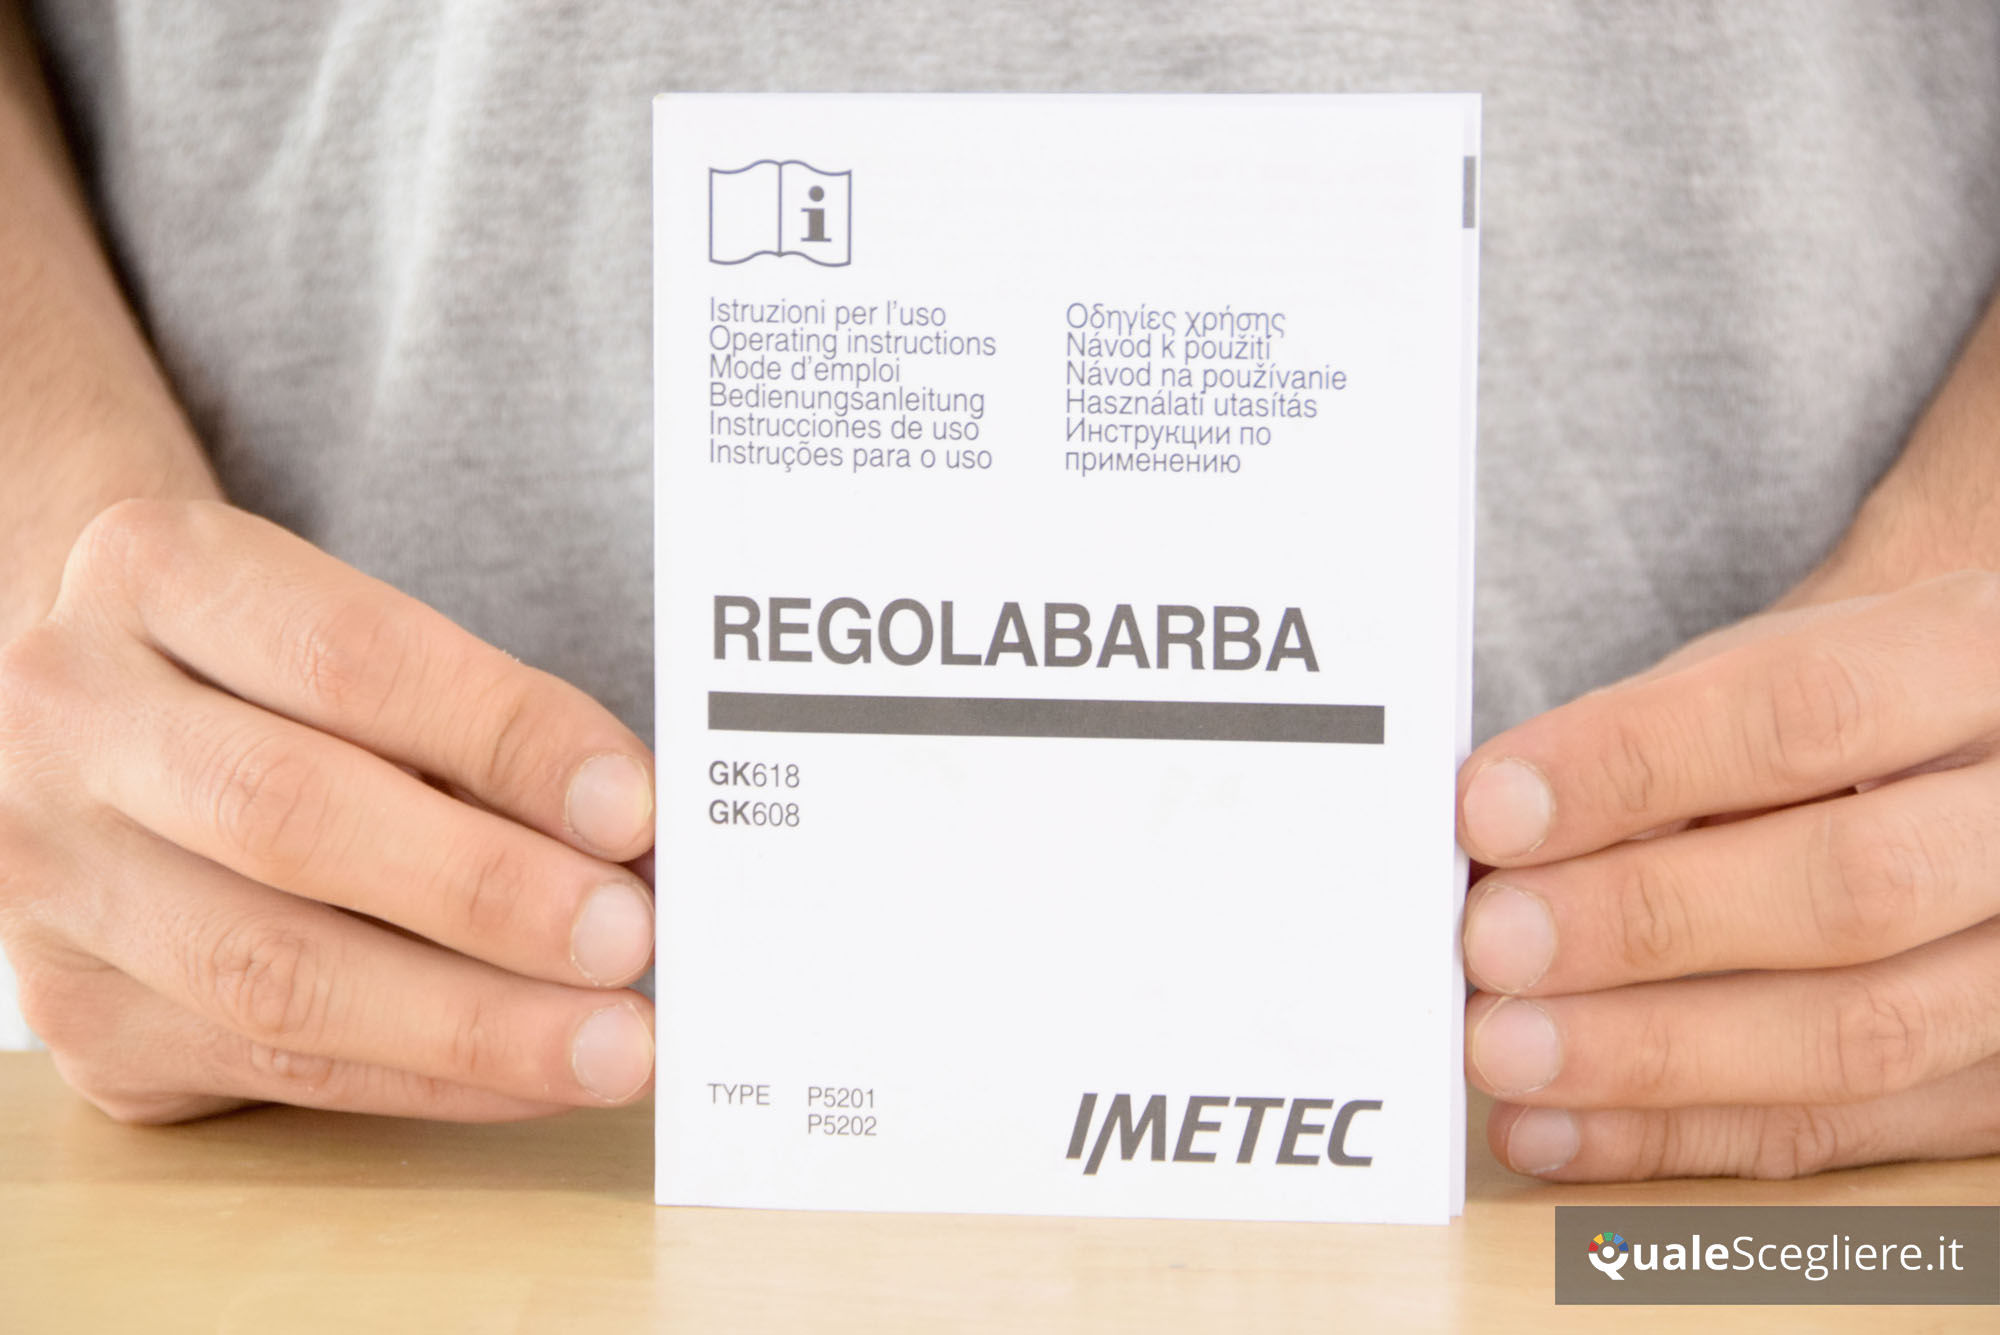 Istruzioni per l'uso
Operating instructions
Mode d'emploi
Bedienungsanleitung
Instrucciones de uso
Instruções para o uso
Οδηγίες χρήσης
Návod k použití
Návod na používanie
Használati utasítás
Инструкции по
применению
REGOLABARBA
GK618
GK608
TYPE P5201
P5202
IMETEC
QualeScegliere.it